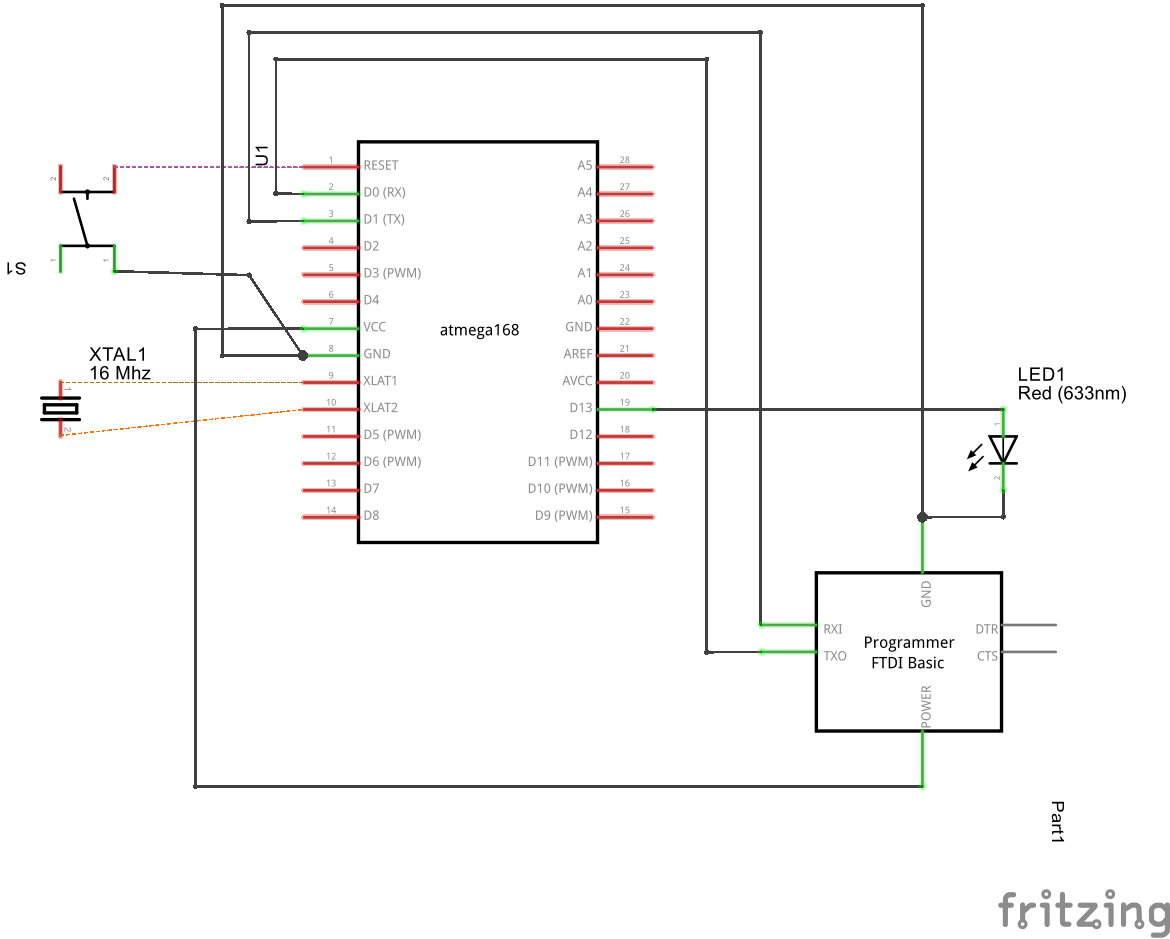 U1
1
RESET
2
D0 (RX)
3
D1 (TX)
4
D2
5
D3 (PWM)
6
D4
7
VCC
8
GND
9
XLAT1
10
XLAT2
11
D5 (PWM)
12
D6 (PWM)
13
D7
14
D8
atmega168
A5
28
A4
27
A3
26
A2
25
A1
24
A0
23
GND
22
AREF
21
AVCC
20
D13
19
D12
18
D11 (PWM)
17
D10 (PWM)
16
D9 (PWM)
15
2
2
1
1
S1
XTAL1
16 Mhz
1
2
LED1
Red (633nm)
1
2
GND
RXI
TXO
Programmer
FTDI Basic
DTR
CTS
POWER
Part1
fritzing